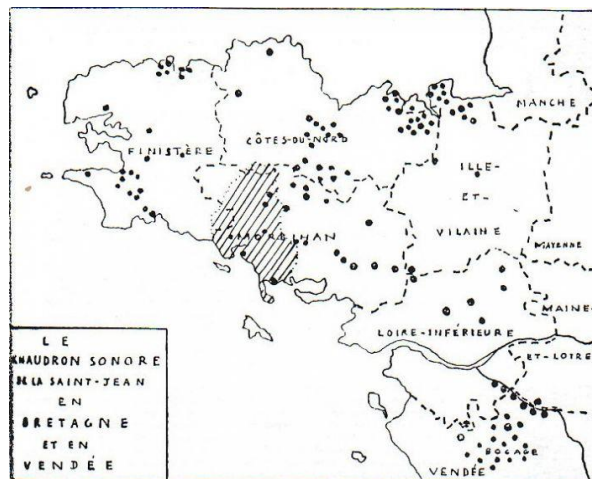 MANCHE
CÔTES-DU-NORD
FINISTÈRE
ILLE-
ET-
VILAINE
MORBIHAN
MAYENNE
MAINE-
LOIRE-INFÉRIEURE
ET-LOIRE
BOCAGE
VENDÉE
LE
CHAUDRON SONORE
DE LA SAINT-JEAN
EN
BRETAGNE
ET EN
VENDÉE